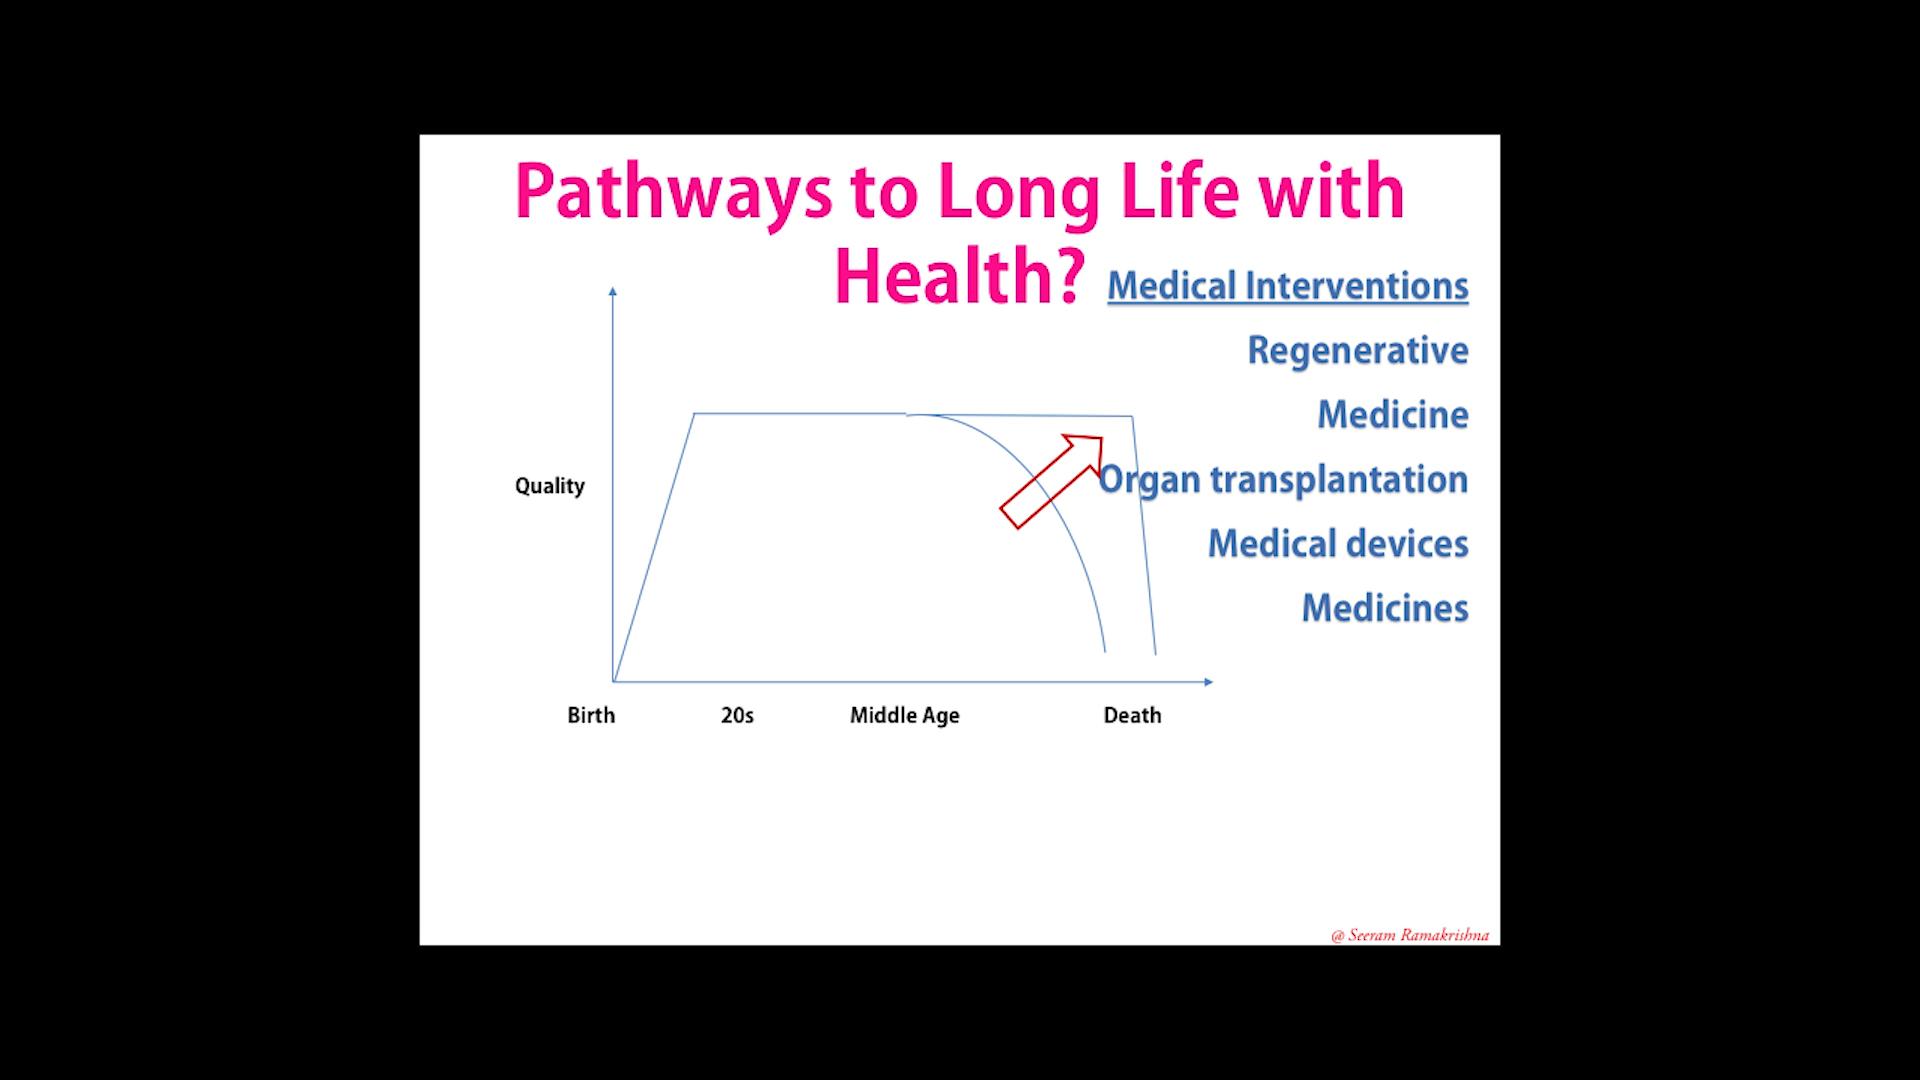 Pathways to Long Life with
Health?
Medical Interventions
Regenerative
Medicine
Organ transplantation
Medical devices
Medicines
Quality
Birth
20s
Middle Age
Death
@ Seeram Ramakrishna